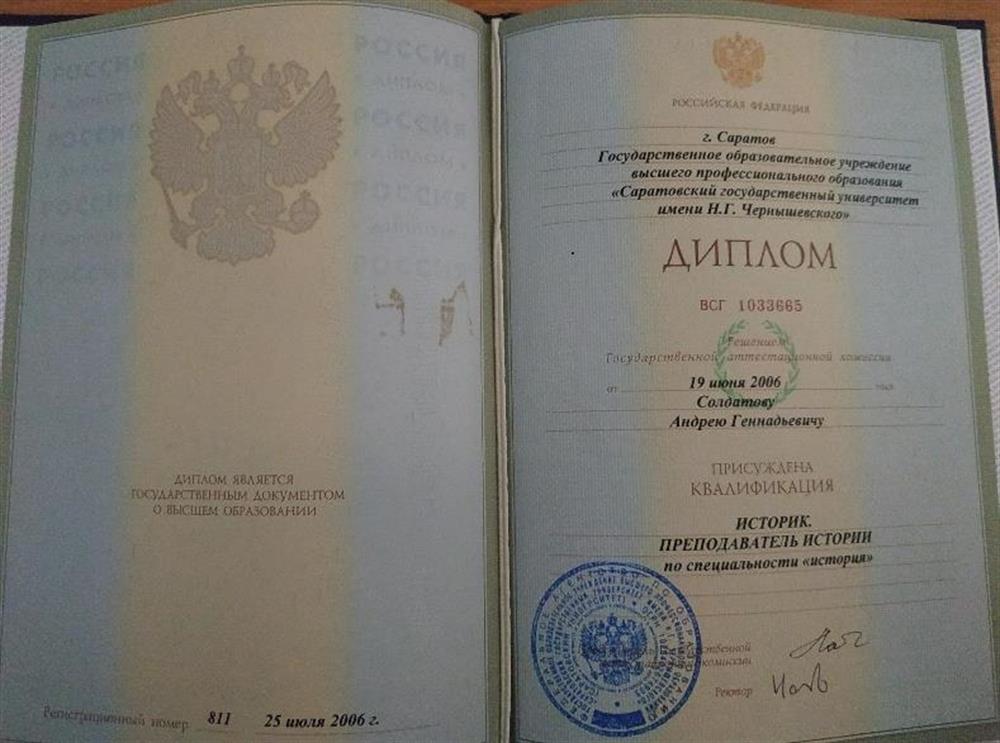 ДИПЛОМ ЯВЛЯЕТСЯ
ГОСУДАРСТВЕННЫМ ДОКУМЕНТОМ
О ВЫСШЕМ ОБРАЗОВАНИИ
Регистрационный номер 811 25 июля 2006 г.
РОССИЙСКАЯ ФЕДЕРАЦИЯ
г. Саратов
Государственное образовательное учреждение
высшего профессионального образования
«Саратовский государственный университет
имени Н.Г. Чернышевского»
ДИПЛОМ
ВСГ 1033665
Решением
Государственной аттестационной комиссии
от 19 июня 2006 года
Солдатову
Андрею Геннадьевичу
ПРИСУЖДЕНА
КВАЛИФИКАЦИЯ
ИСТОРИК.
ПРЕПОДАВАТЕЛЬ ИСТОРИИ
по специальности «история»
Ректор